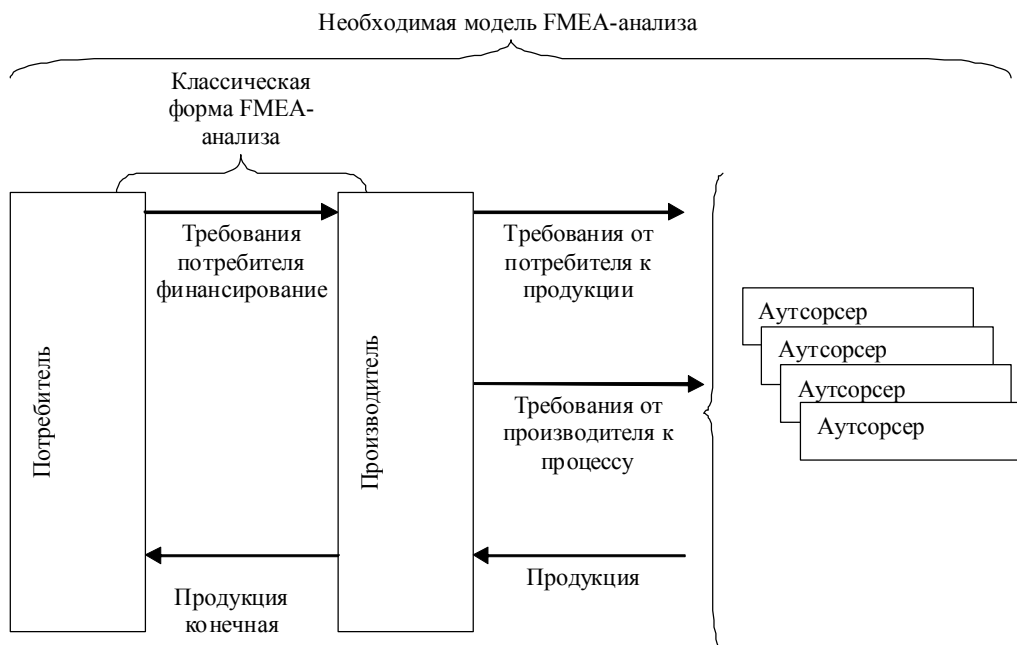 Необходимая модель FMEA-анализа
Классическая
форма FMEA-
анализа
Потребитель
Требования
потребителя
финансирование
Производитель
Требования от
потребителя к
продукции
Требования от
производителя к
процессу
Аутсорсер
Аутсорсер
Аутсорсер
Аутсорсер
Продукция
конечная
Продукция